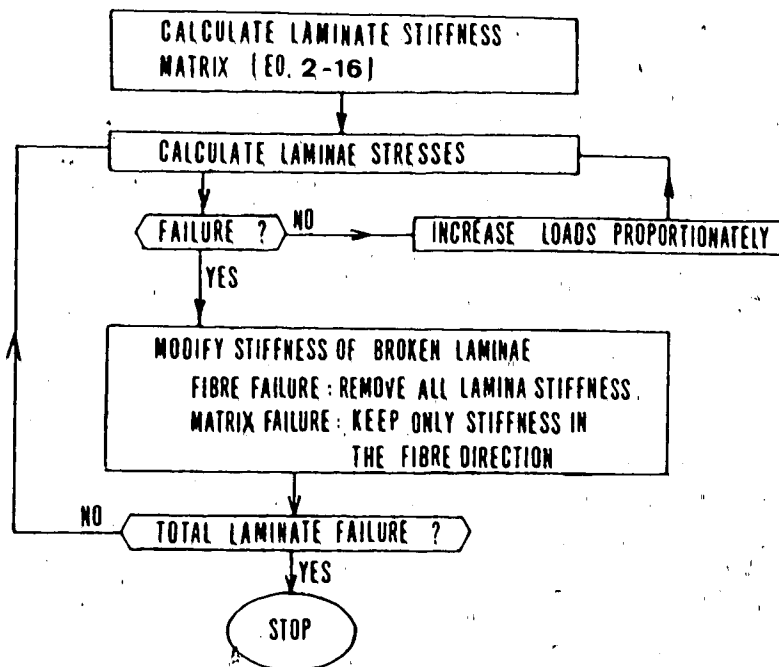 CALCULATE LAMINATE STIFFNESS
MATRIX (EQ. 2-16)
CALCULATE LAMINAE STRESSES
FAILURE ?
NO
INCREASE LOADS PROPORTIONATELY
YES
MODIFY STIFFNESS OF BROKEN LAMINAE
FIBRE FAILURE : REMOVE ALL LAMINA STIFFNESS.
MATRIX FAILURE : KEEP ONLY STIFFNESS IN
THE FIBRE DIRECTION
NO
TOTAL LAMINATE FAILURE ?
YES
STOP